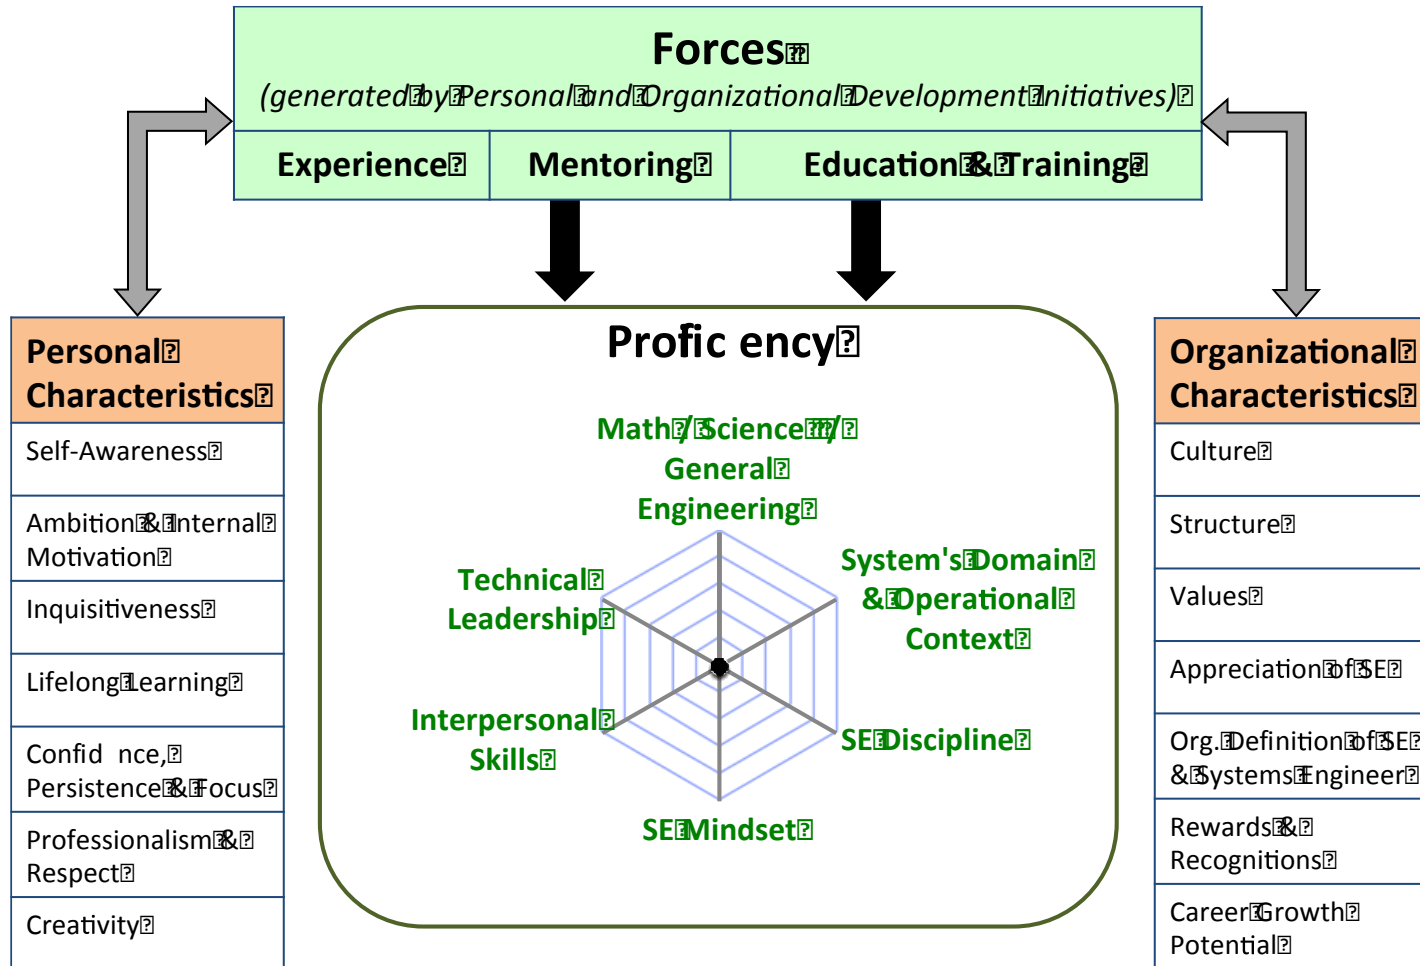 Forces
(generated by Personal and Organizational Development Initiatives)
Experience
Mentoring
Education & Training
Personal
Characteristics
Self-Awareness
Ambition & Internal
Motivation
Inquisitiveness
Lifelong Learning
Confid nce,
Persistence & Focus
Professionalism &
Respect
Creativity
Profic ency
Math / Science /
General
Engineering
System's Domain
& Operational
Context
SE Discipline
SE Mindset
Interpersonal
Skills
Technical
Leadership
Organizational
Characteristics
Culture
Structure
Values
Appreciation of SE
Org. Definition of SE
& Systems Engineer
Rewards &
Recognitions
Career Growth
Potential